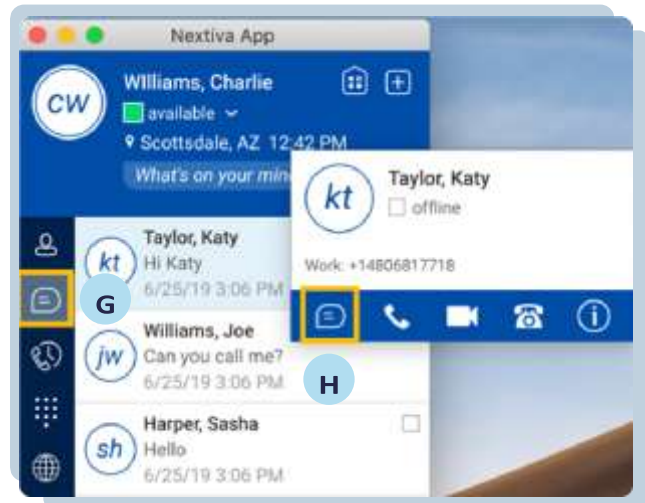 Nextiva App
CW
WIlliams, Charlie
available
Scottsdale, AZ 12:42 PM
What's on your min
kt
Taylor, Katy
offline
Work: +14806817718
kt
Taylor, Katy
Hi Katy
6/25/19 3:06 PM
G
jw
Williams, Joe
Can you call me?
6/25/19 3:06 PM
H
sh
Harper, Sasha
Hello
6/25/19 3:06 PM